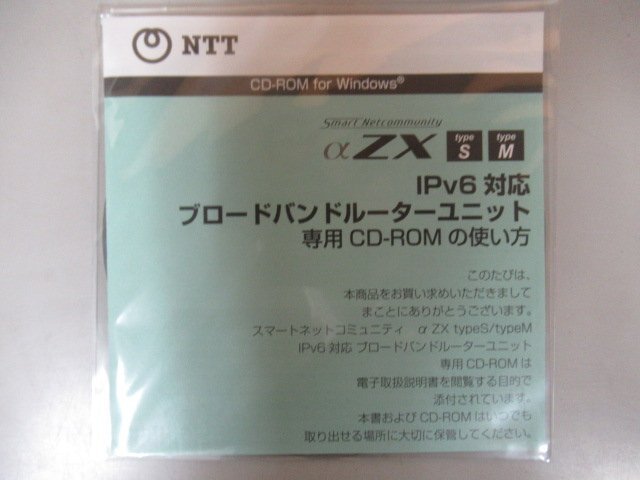 NTT
CD-ROM for Windows®
Smart Netcommunity
αZX type S type M
IPv6 対応
ブロードバンドルーターユニット
専用 CD-ROM の使い方
このたびは、
本商品をお買い求めいただきまして
まことにありがとうございます。
スマートネットコミュニティ α ZX typeS/typeM
IPv6 対応 ブロードバンドルーターユニット
専用 CD-ROM は
電子取扱説明書を閲覧する目的で
添付されています。
本書および CD-ROM はいつでも
取り出せる場所に大切に保管してください。